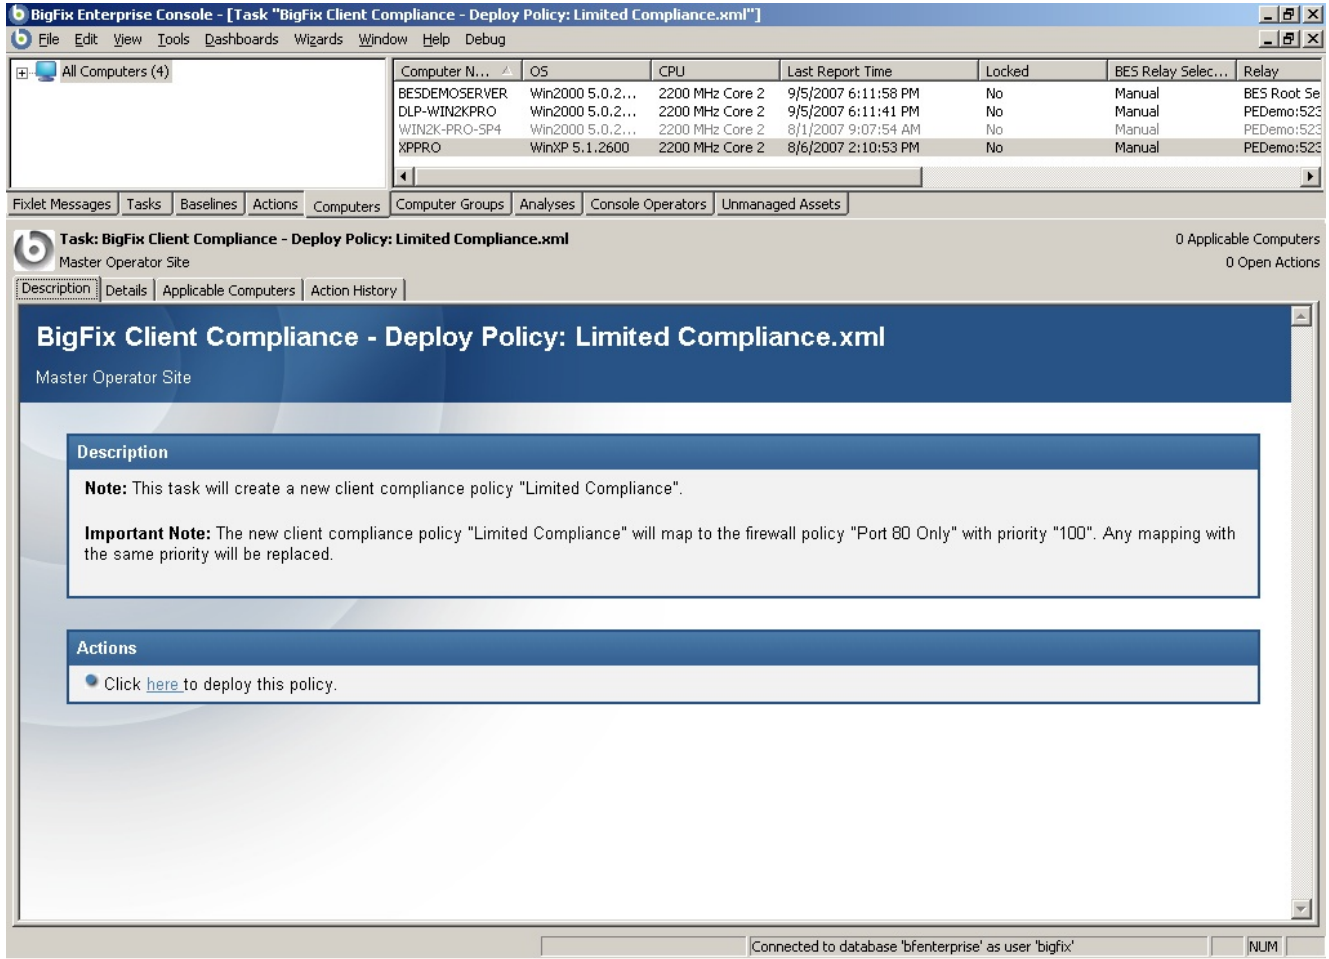 BigFix Enterprise Console - [Task "BigFix Client Compliance - Deploy Policy: Limited Compliance.xml"]
File Edit View Tools Dashboards Wizards Window Help Debug
All Computers (4)
Computer N... OS CPU Last Report Time Locked BES Relay Selec... Relay
BESDEMOSERVER Win2000 5.0.2... 2200 MHz Core 2 9/5/2007 6:11:58 PM No Manual BES Root Se
DLP-WIN2KPRO Win2000 5.0.2... 2200 MHz Core 2 9/5/2007 6:11:41 PM No Manual PEDemo:523
WIN2K-PRO-SP4 Win2000 5.0.2... 2200 MHz Core 2 8/1/2007 9:07:54 AM No Manual PEDemo:523
XPPRO WinXP 5.1.2600 2200 MHz Core 2 8/6/2007 2:10:53 PM No Manual PEDemo:523
Fixlet Messages Tasks Baselines Actions Computers Computer Groups Analyses Console Operators Unmanaged Assets
Task: BigFix Client Compliance - Deploy Policy: Limited Compliance.xml 0 Applicable Computers
Master Operator Site 0 Open Actions
Description Details Applicable Computers Action History
BigFix Client Compliance - Deploy Policy: Limited Compliance.xml
Master Operator Site
Description
Note: This task will create a new client compliance policy "Limited Compliance".
Important Note: The new client compliance policy "Limited Compliance" will map to the firewall policy "Port 80 Only" with priority "100". Any mapping with
the same priority will be replaced.
Actions
Click here to deploy this policy.
Connected to database 'bfenterprise' as user 'bigfix' NUM